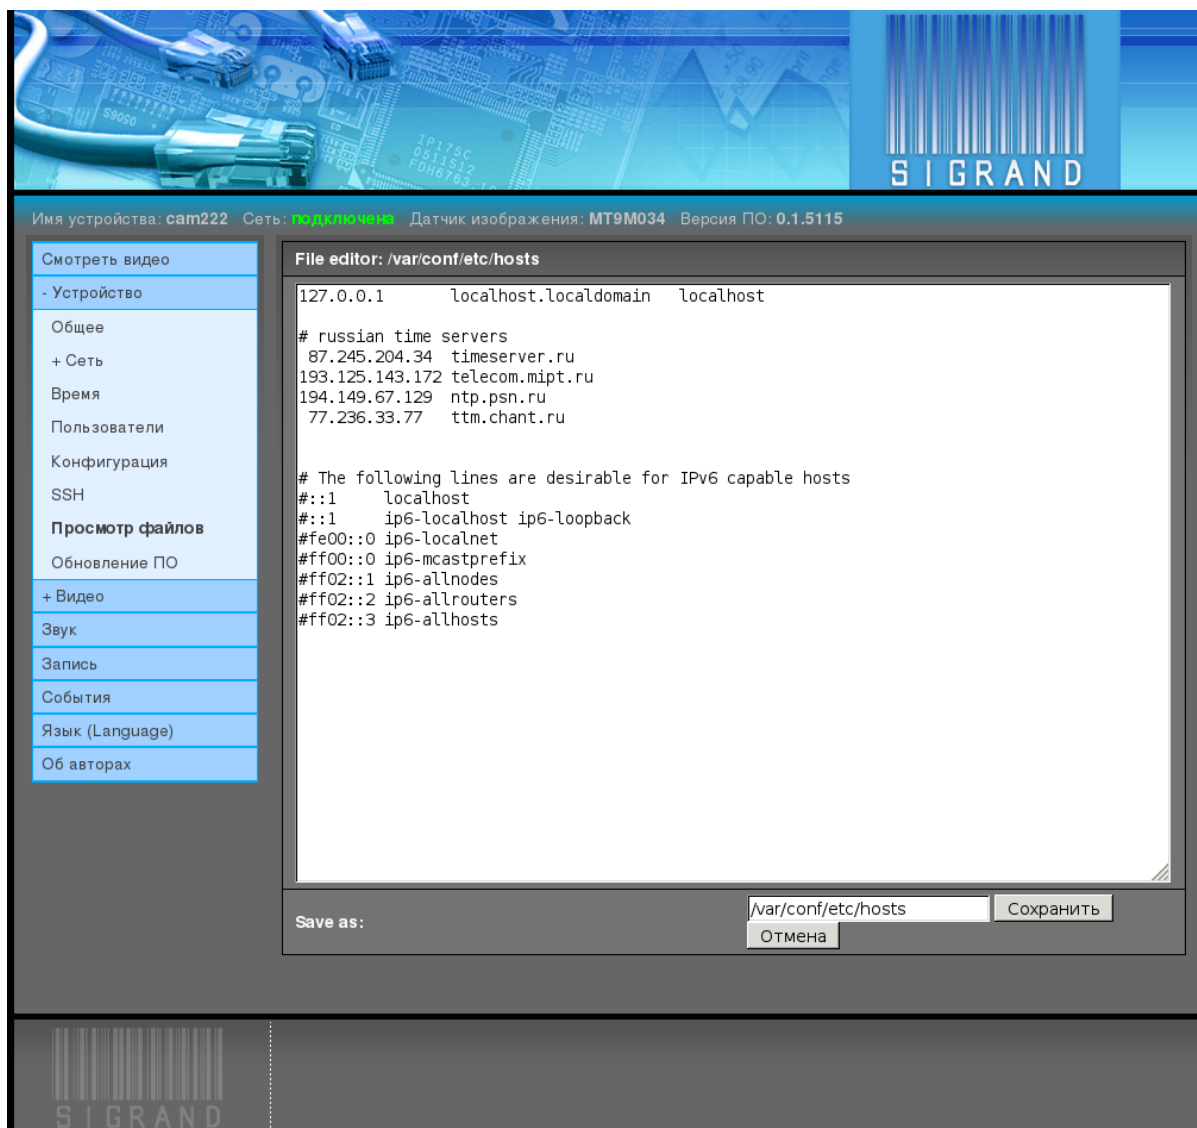 SIGRAND
Имя устройства: cam222 Сеть: подключена Датчик изображения: MT9M034 Версия ПО: 0.1.5115
Смотреть видео
- Устройство
Общее
+ Сеть
Время
Пользователи
Конфигурация
SSH
Просмотр файлов
Обновление ПО
+ Видео
Звук
Запись
События
Язык (Language)
Об авторах
File editor: /var/conf/etc/hosts
127.0.0.1 localhost.localdomain localhost
# russian time servers
87.245.204.34 timeserver.ru
193.125.143.172 telecom.mipt.ru
194.149.67.129 ntp.psn.ru
77.236.33.77 ttm.chant.ru
# The following lines are desirable for IPv6 capable hosts
#::1 localhost
#::1 ip6-localhost ip6-loopback
#fe00::0 ip6-localnet
#ff00::0 ip6-mcastprefix
#ff02::1 ip6-allnodes
#ff02::2 ip6-allrouters
#ff02::3 ip6-allhosts
Save as:
/var/conf/etc/hosts Сохранить
Отмена
SIGRAND